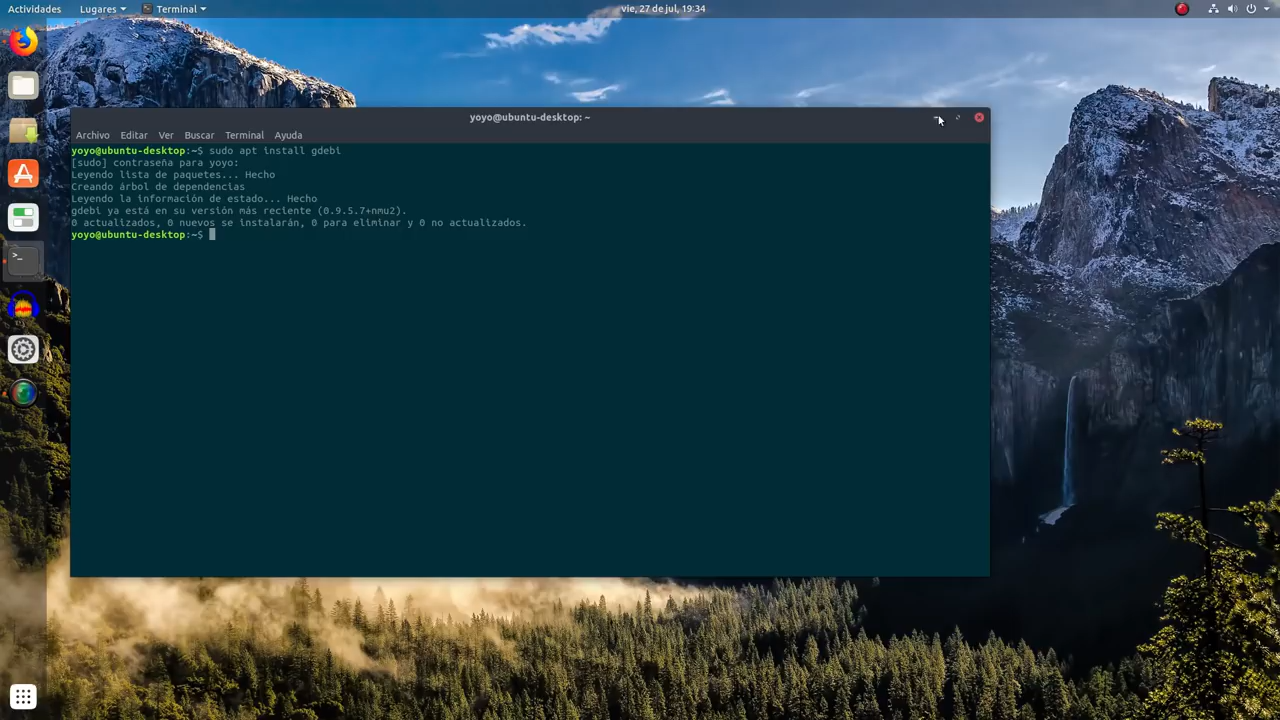 Actividades Lugares Terminal vie, 27 de jul, 19:34
yoyo@ubuntu-desktop: ~
Archivo Editar Ver Buscar Terminal Ayuda
yoyo@ubuntu-desktop:~$ sudo apt install gdebi
[sudo] contraseña para yoyo:
Leyendo lista de paquetes... Hecho
Creando árbol de dependencias
Leyendo la información de estado... Hecho
gdebi ya está en su versión más reciente (0.9.5.7+nmu2).
0 actualizados, 0 nuevos se instalarán, 0 para eliminar y 0 no actualizados.
yoyo@ubuntu-desktop:~$